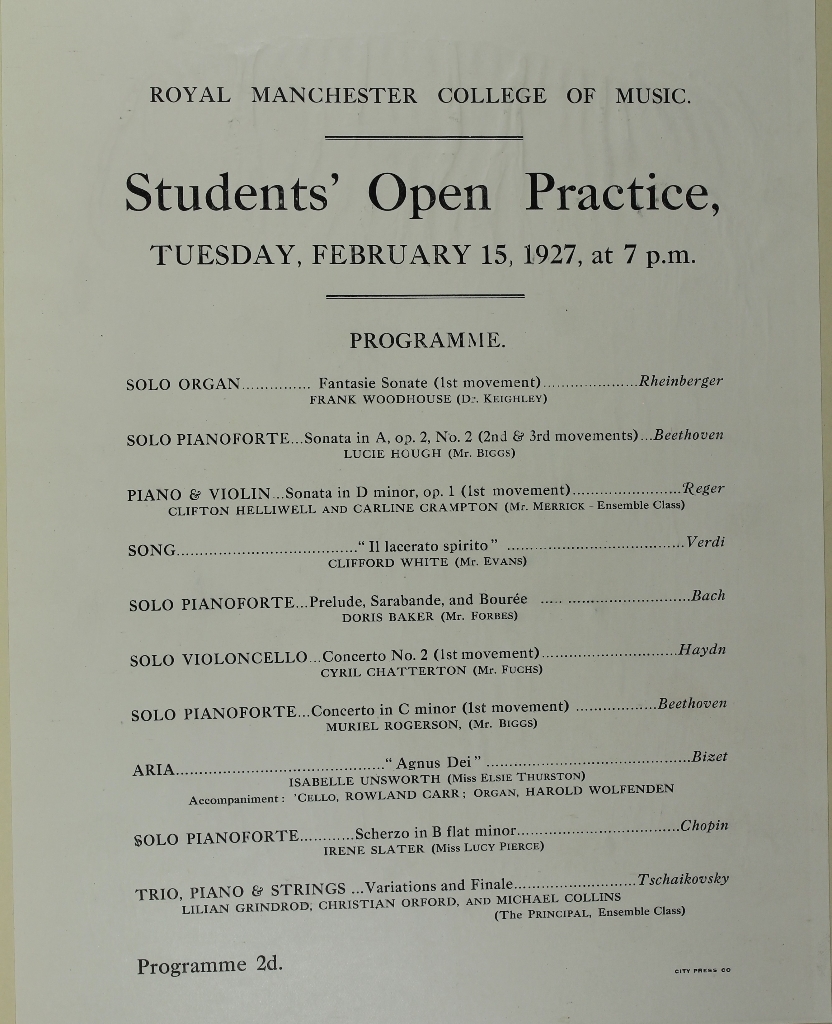 ROYAL MANCHESTER COLLEGE OF MUSIC.
Students' Open Practice,
TUESDAY, FEBRUARY 15, 1927, at 7 p.m.
PROGRAMME.
SOLO ORGAN............... Fantasie Sonate (1st movement).....................Rheinberger
FRANK WOODHOUSE (Dr. KEIGHLEY)
SOLO PIANOFORTE...Sonata in A, op. 2, No. 2 (2nd & 3rd movements)...Beethoven
LUCIE HOUGH (Mr. BIGGS)
PIANO & VIOLIN...Sonata in D minor, op. 1 (1st movement)........................Reger
CLIFTON HELLIWELL AND CARLINE CRAMPTON (Mr. MERRICK - Ensemble Class)
SONG........................................" Il lacerato spirito " .......................................Verdi
CLIFFORD WHITE (Mr. EVANS)
SOLO PIANOFORTE...Prelude, Sarabande, and Bourée ..... ............................Bach
DORIS BAKER (Mr. FORBES)
SOLO VIOLONCELLO...Concerto No. 2 (1st movement)..............................Haydn
CYRIL CHATTERTON (Mr. FUCHS)
SOLO PIANOFORTE...Concerto in C minor (1st movement) ..................Beethoven
MURIEL ROGERSON, (Mr. BIGGS)
ARIA.............................................." Agnus Dei " .............................................Bizet
ISABELLE UNSWORTH (Miss ELSIE THURSTON)
Accompaniment : 'CELLO, ROWLAND CARR ; ORGAN, HAROLD WOLFENDEN
SOLO PIANOFORTE............Scherzo in B flat minor....................................Chopin
IRENE SLATER (Miss LUCY PIERCE)
TRIO, PIANO & STRINGS ...Variations and Finale...........................Tschaikovsky
LILIAN GRINDROD, CHRISTIAN ORFORD, AND MICHAEL COLLINS
(The PRINCIPAL, Ensemble Class)
Programme 2d.
CITY PRESS CO